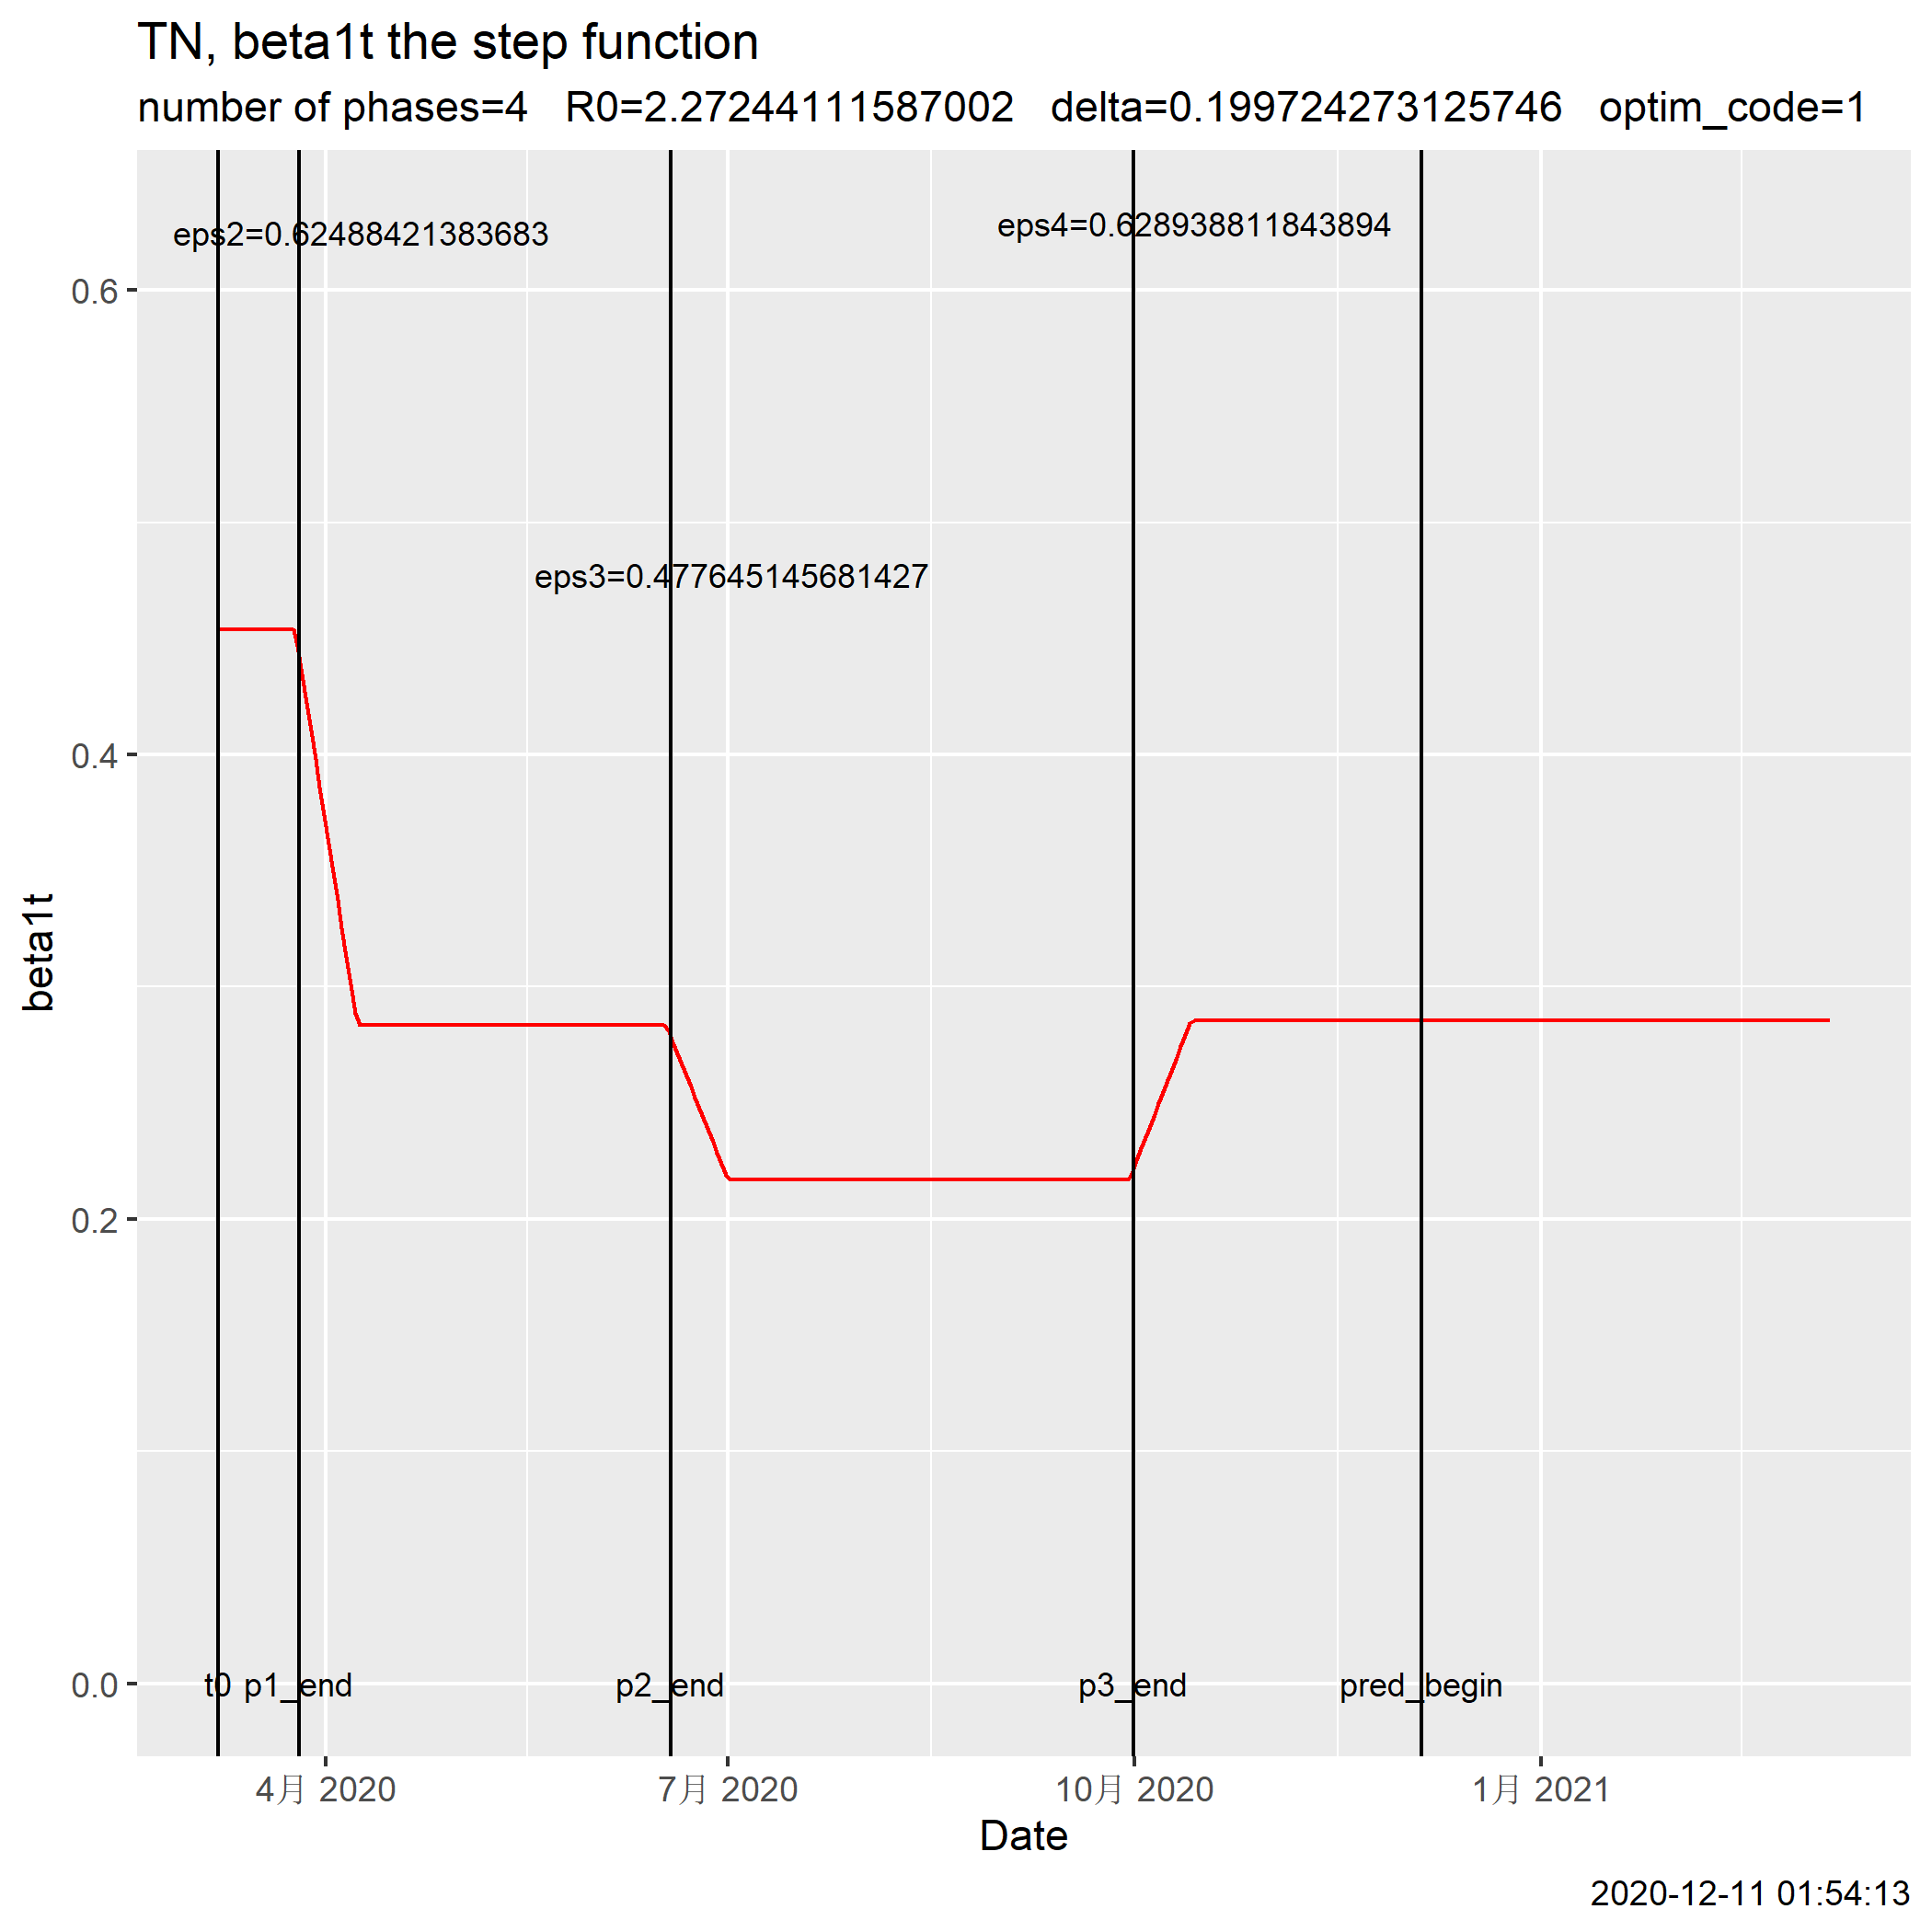 TN, beta1t the step function
number of phases=4 R0=2.27244111587002 delta=0.199724273125746 optim_code=1
eps2=0.62488421383683
eps4=0.628938811843894
0.6
eps3=0.477645145681427
0.4
beta1t
0.2
0.0
t0 p1_end p2_end p3_end pred_begin
4月 2020 7月 2020 10月 2020 1月 2021
Date
2020-12-11 01:54:13